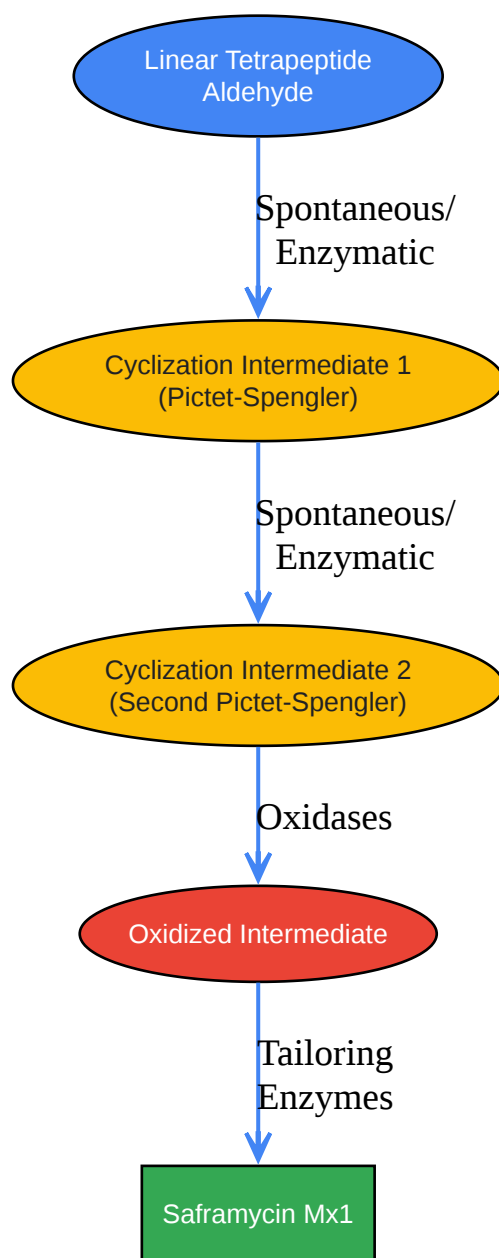 Linear Tetrapeptide
Aldehyde
Spontaneous/
Enzymatic
Cyclization Intermediate 1
(Pictet-Spengler)
Spontaneous/
Enzymatic
Cyclization Intermediate 2
(Second Pictet-Spengler)
Oxidases
Oxidized Intermediate
Tailoring
Enzymes
Saframycin Mx1